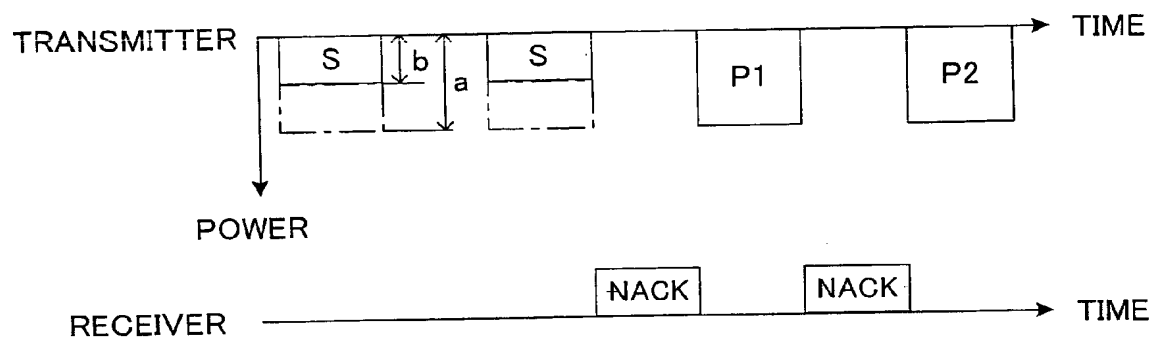 TRANSMITTER
TIME
S
b
a
S
P1
P2
POWER
NACK
NACK
RECEIVER
TIME